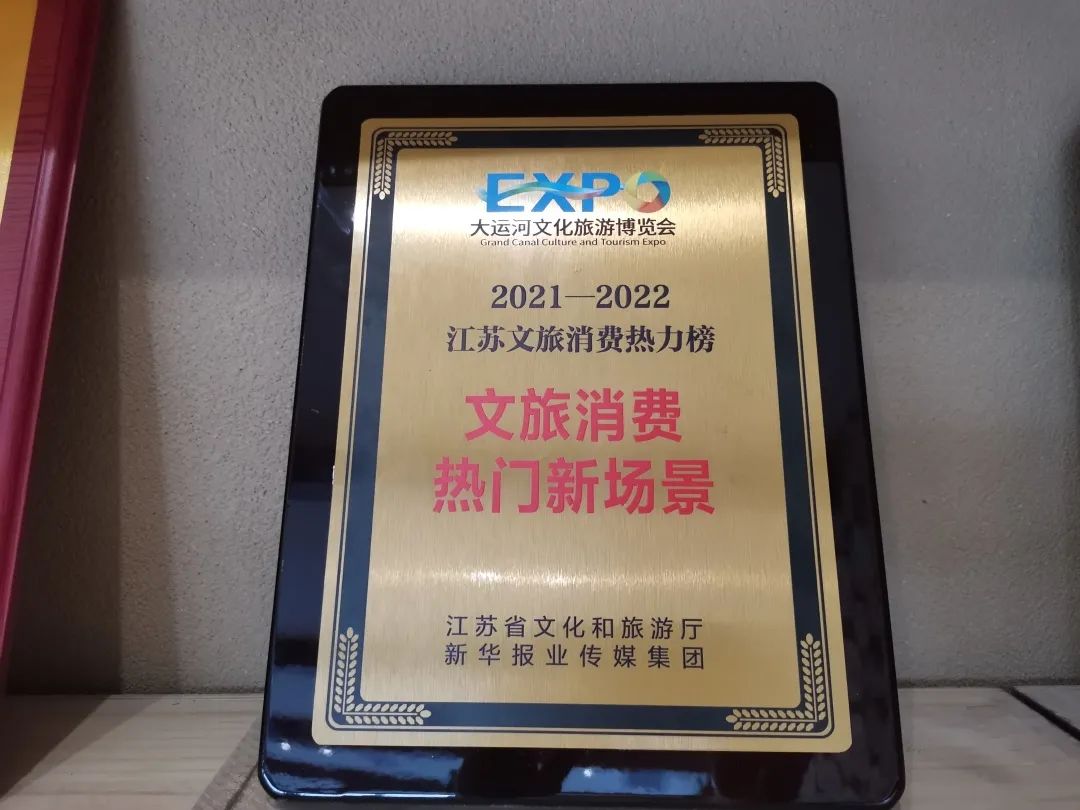 EXPO
大运河文化旅游博览会
Grand Canal Culture and Tourism Expo
2021—2022
江苏文旅消费热力榜
文旅消费
热门新场景
江苏省文化和旅游厅
新华报业传媒集团